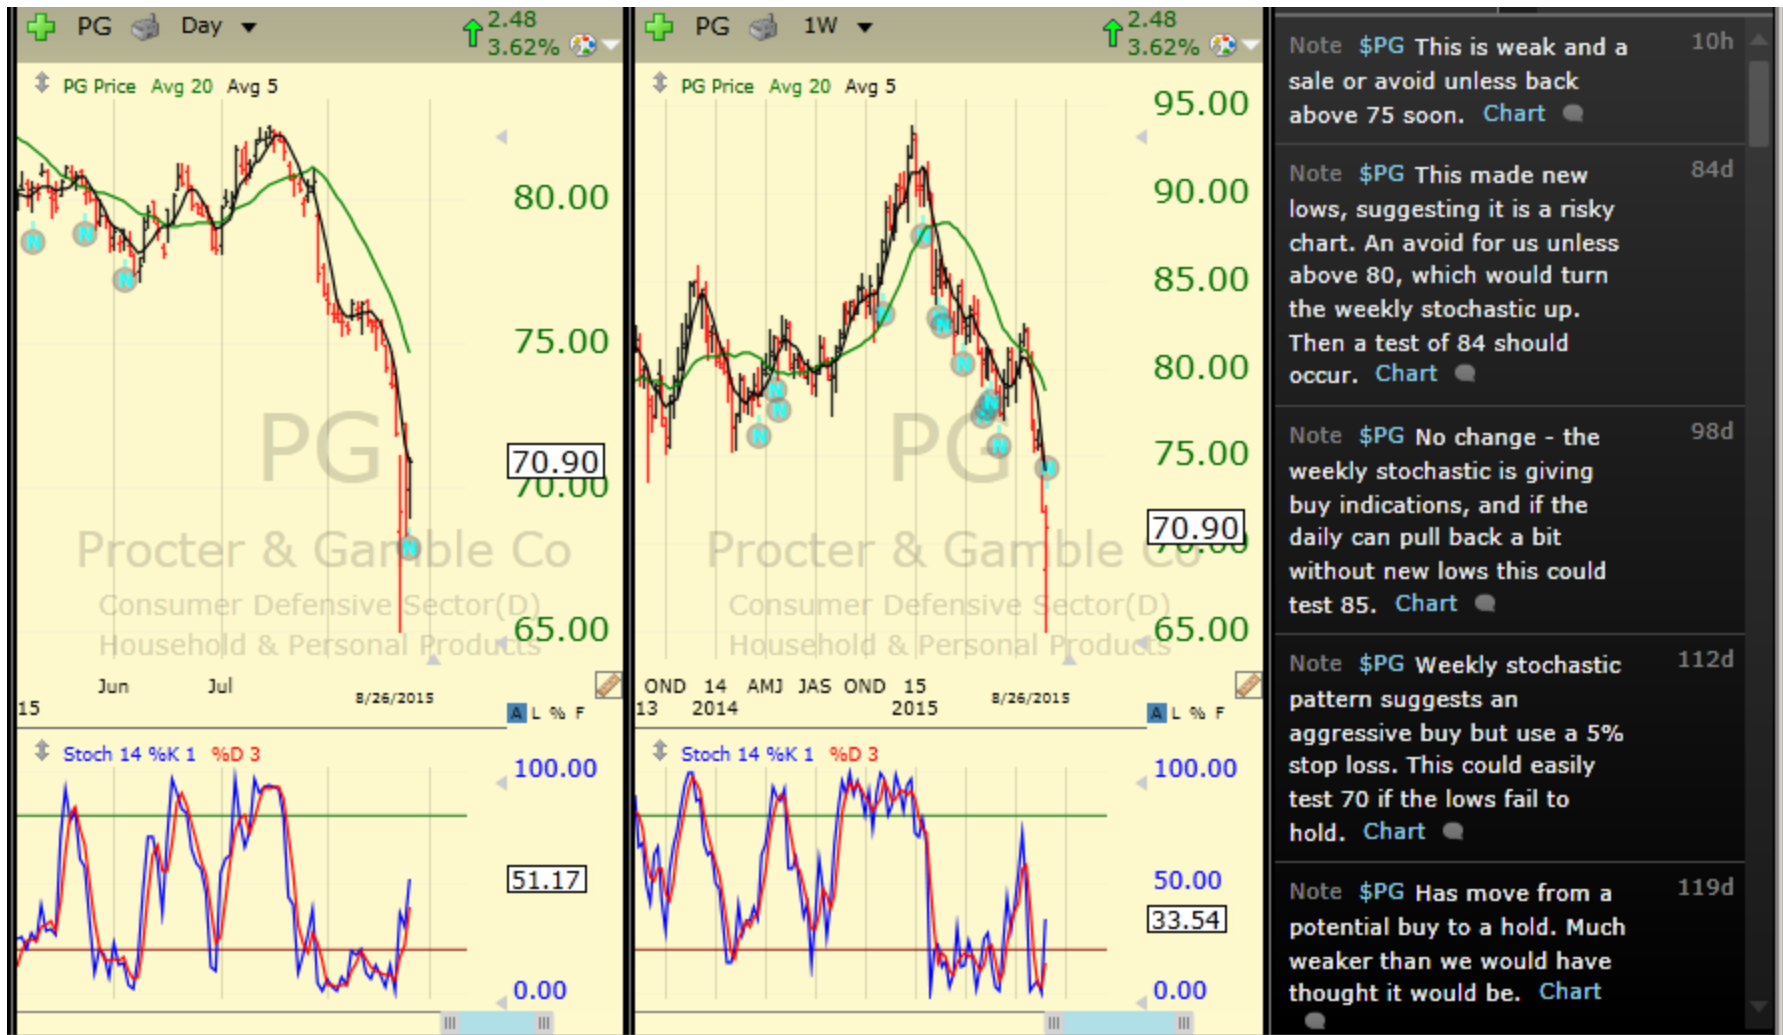 PG Day 2.48
3.62%
PG Price Avg 20 Avg 5
80.00
75.00
70.90
70.00
65.00
PG
Procter & Gamble Co
Consumer Defensive Sector(D)
Household & Personal Products
Jun Jul 8/26/2015
15
A L % F
Stoch 14 %K 1 %D 3
100.00
51.17
0.00
PG 1W 2.48
3.62%
PG Price Avg 20 Avg 5
95.00
90.00
85.00
80.00
75.00
70.90
70.00
65.00
PG
Procter & Gamble Co
Consumer Defensive Sector(D)
Household & Personal Products
OND 14 AMJ JAS OND 15 8/26/2015
13 2014 2015
A L % F
Stoch 14 %K 1 %D 3
100.00
50.00
33.54
0.00
Note $PG This is weak and a 10h
sale or avoid unless back
above 75 soon. Chart
Note $PG This made new 84d
lows, suggesting it is a risky
chart. An avoid for us unless
above 80, which would turn
the weekly stochastic up.
Then a test of 84 should
occur. Chart
Note $PG No change - the 98d
weekly stochastic is giving
buy indications, and if the
daily can pull back a bit
without new lows this could
test 85. Chart
Note $PG Weekly stochastic 112d
pattern suggests an
aggressive buy but use a 5%
stop loss. This could easily
test 70 if the lows fail to
hold. Chart
Note $PG Has move from a 119d
potential buy to a hold. Much
weaker than we would have
thought it would be. Chart